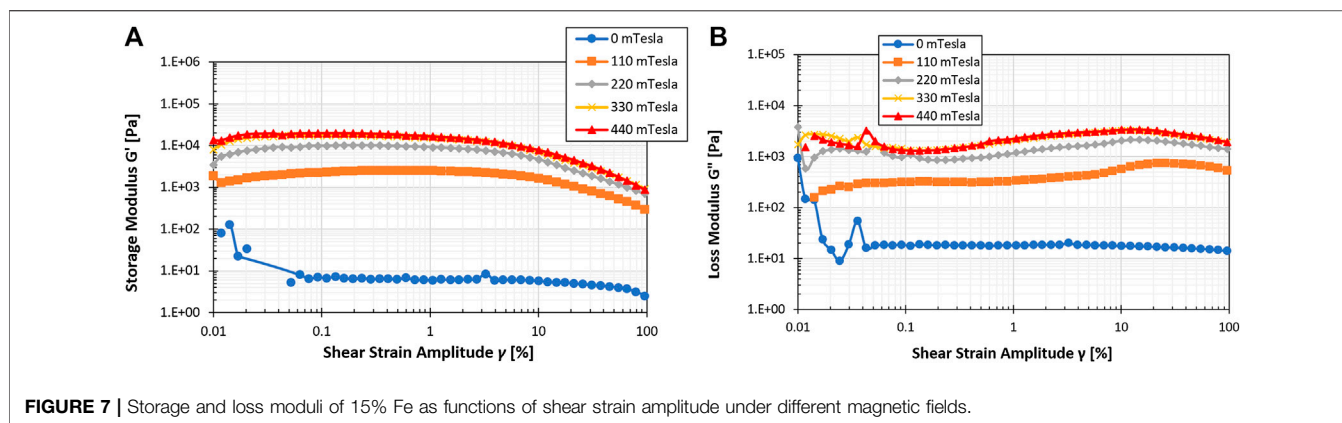 A
0 mTesla
110 mTesla
220 mTesla
330 mTesla
440 mTesla
Storage Modulus G' [Pa]
1.E+06
1.E+05
1.E+04
1.E+03
1.E+02
1.E+01
1.E+00
0.01 0.1 1 10 100
Shear Strain Amplitude γ [%]
B
0 mTesla
110 mTesla
220 mTesla
330 mTesla
440 mTesla
Loss Modulus G" [Pa]
1.E+05
1.E+04
1.E+03
1.E+02
1.E+01
1.E+00
0.01 0.1 1 10 100
Shear Strain Amplitude γ [%]
FIGURE 7 | Storage and loss moduli of 15% Fe as functions of shear strain amplitude under different magnetic fields.